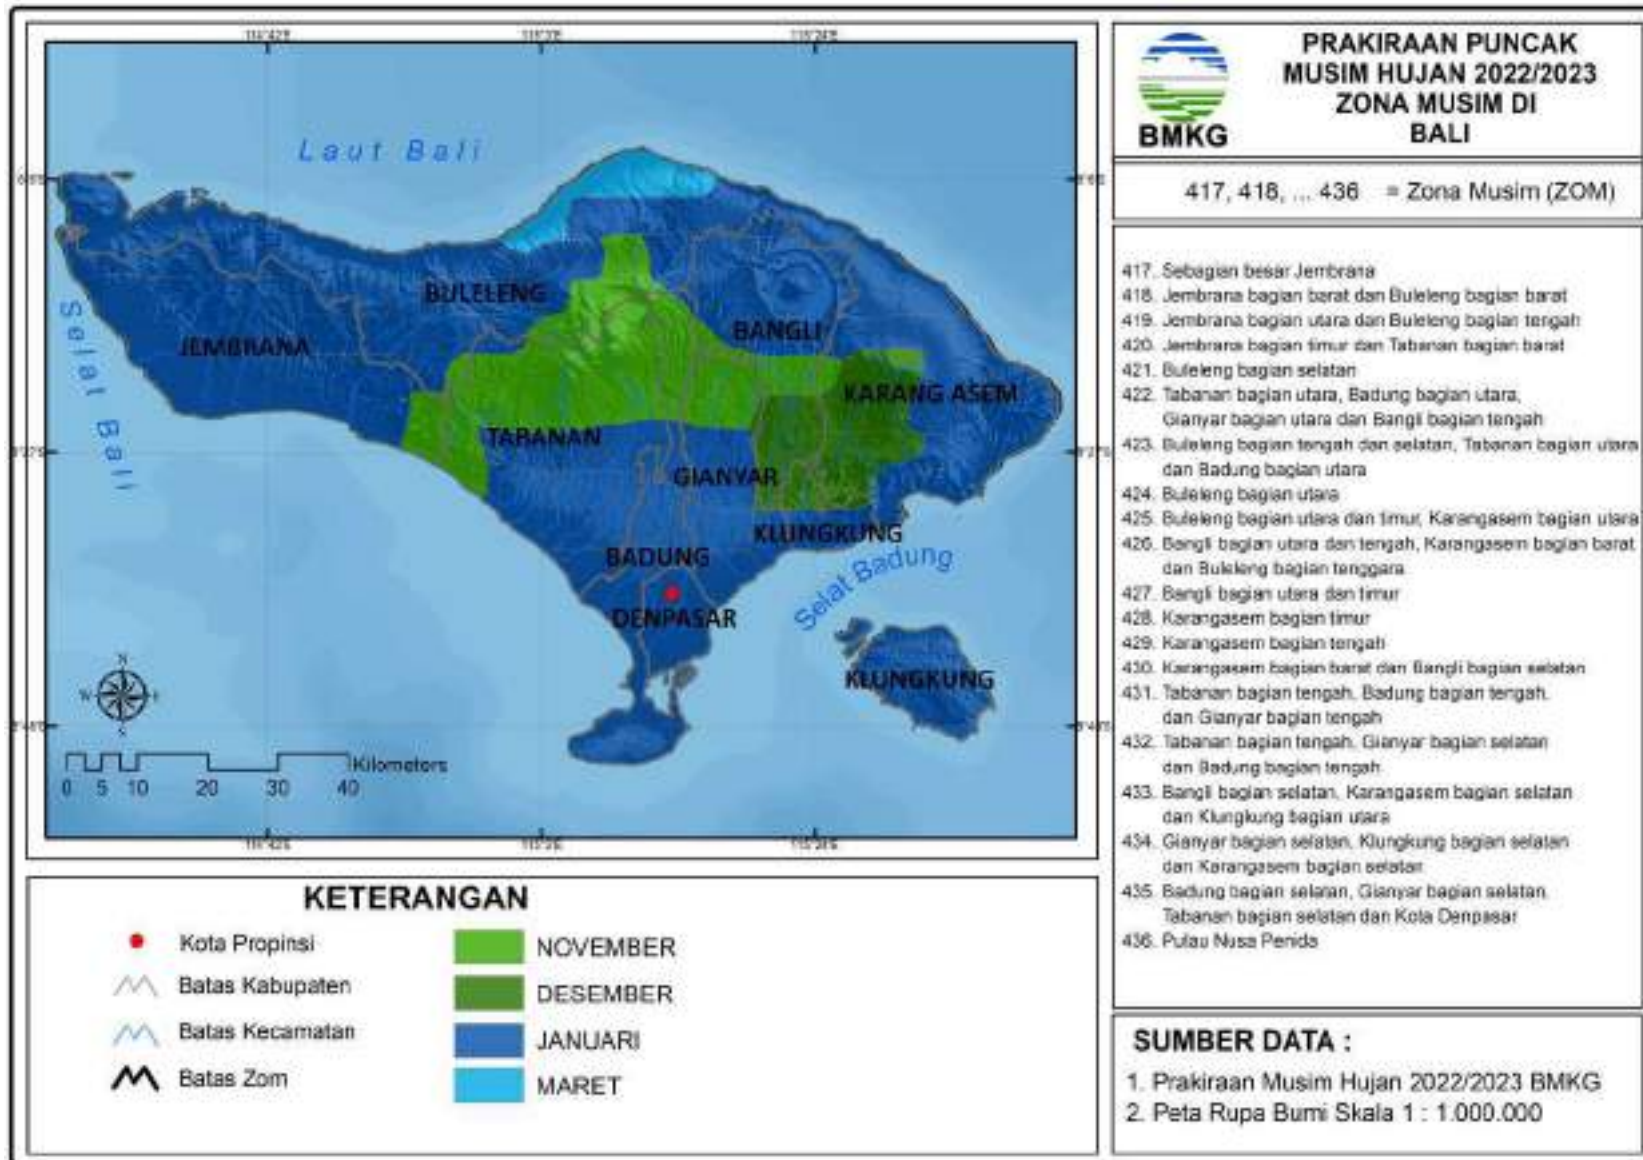 PRAKIRAAN PUNCAK
MUSIM HUJAN 2022/2023
ZONA MUSIM DI
BALI
BMKG
417, 418, ... 436 = Zona Musim (ZOM)
417. Sebagian besar Jembrana
418. Jembrana bagian barat dan Buleleng bagian barat
419. Jembrana bagian utara dan Buleleng bagian tengah
420. Jembrana bagian timur dan Tabanan bagian barat
421. Buleleng bagian selatan
422. Tabanan bagian utara, Badung bagian utara,
Gianyar bagian utara dan Bangli bagian tengah
423. Buleleng bagian tengah dan selatan, Tabanan bagian utara
dan Badung bagian utara
424. Buleleng bagian utara
425. Buleleng bagian utara dan timur, Karangasem bagian utara
426. Bangli bagian utara dan tengah, Karangasem bagian barat
dan Buleleng bagian tenggara
427. Bangli bagian utara dan timur
428. Karangasem bagian timur
429. Karangasem bagian tengah
430. Karangasem bagian barat dan Bangli bagian selatan
431. Tabanan bagian tengah, Badung bagian tengah,
dan Gianyar bagian tengah
432. Tabanan bagian tengah, Gianyar bagian selatan
dan Badung bagian tengah
433. Bangli bagian selatan, Karangasem bagian selatan
dan Klungkung bagian utara
434. Gianyar bagian selatan, Klungkung bagian selatan
dan Karangasem bagian selatan
435. Badung bagian selatan, Gianyar bagian selatan,
Tabanan bagian selatan dan Kota Denpasar
436. Pulau Nusa Penida
SUMBER DATA :
1. Prakiraan Musim Hujan 2022/2023 BMKG
2. Peta Rupa Bumi Skala 1 : 1.000.000
Laut Bali
Selat Bali
BULELENG
JEMBRANA
BANGLI
KARANG ASEM
TABANAN
GIANYAR
KLUNGKUNG
BADUNG
Selat Badung
DENPASAR
KLUNGKUNG
N
W E
S
Kilometers
0 5 10 20 30 40
KETERANGAN
Kota Propinsi
Batas Kabupaten
Batas Kecamatan
Batas Zom
NOVEMBER
DESEMBER
JANUARI
MARET